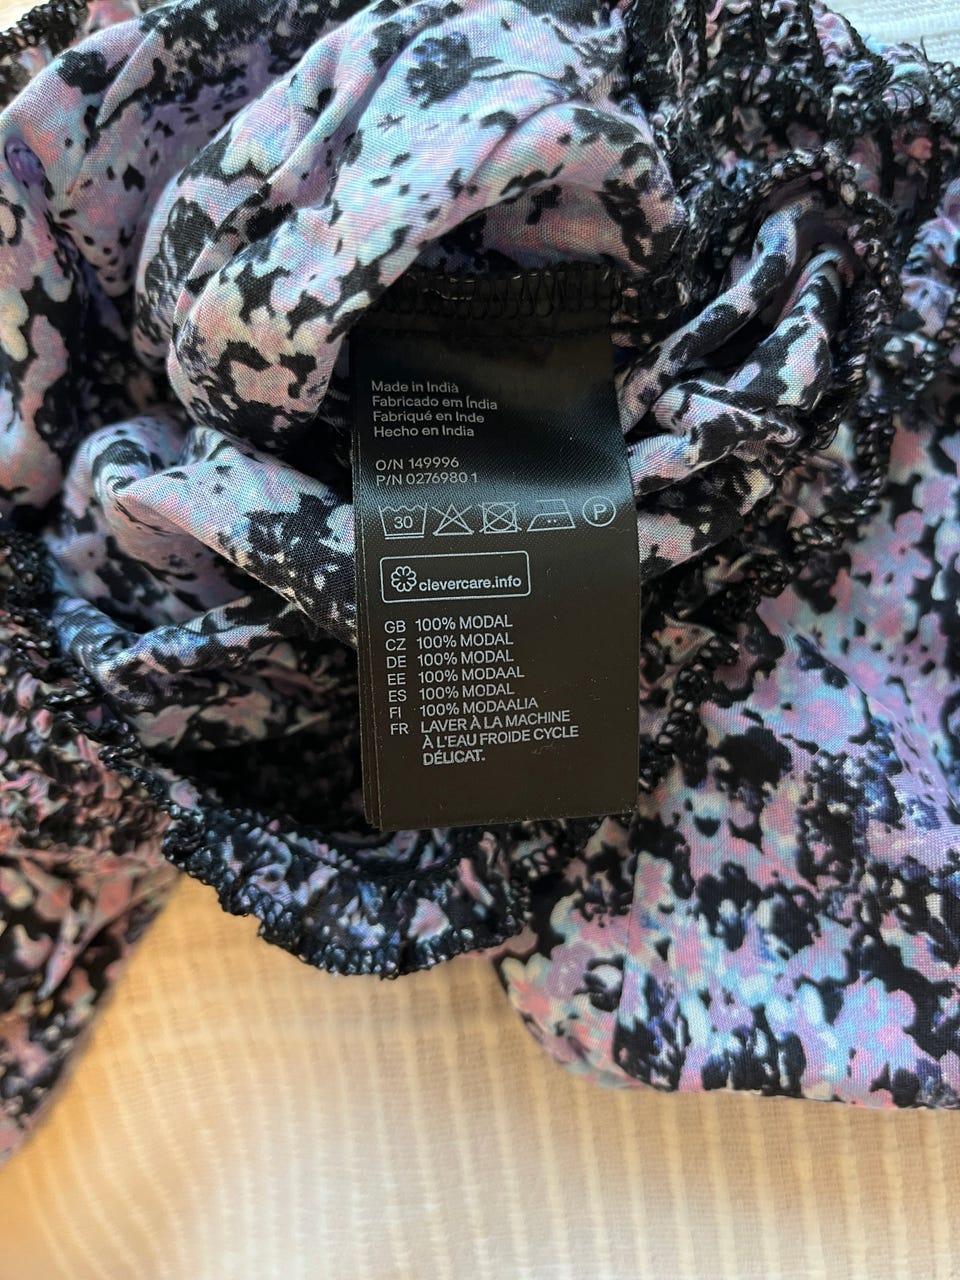 Made in India
Fabricado em Índia
Fabriqué en Inde
Hecho en India
O/N 149996
P/N 0276980 1
30 P
clevercare.info
GB 100% MODAL
CZ 100% MODAL
DE 100% MODAL
EE 100% MODAAL
ES 100% MODAL
FI 100% MODAALIA
FR LAVER À LA MACHINE
À L'EAU FROIDE CYCLE
DÉLICAT.